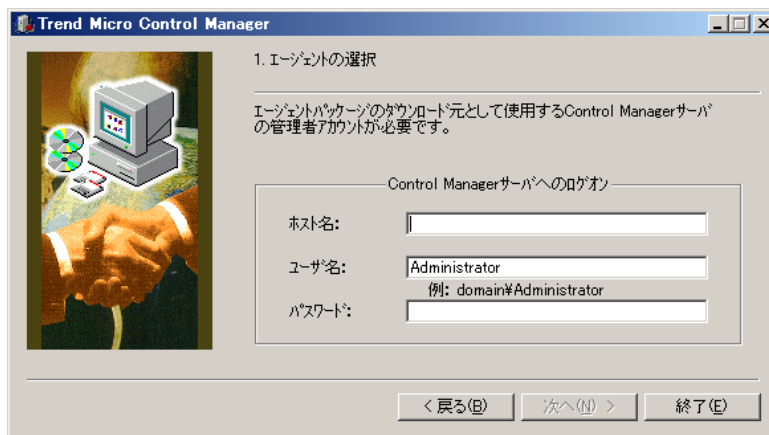 Trend Micro Control Manager
1. エージェントの選択
エージェントパッケージのダウンロード元として使用するControl Managerサーバ
の管理者アカウントが必要です。
Control Managerサーバへのログオン
ホスト名:
ユーザ名: Administrator
例: domain¥Administrator
パスワード:
< 戻る(B) 次へ(N) > 終了(E)